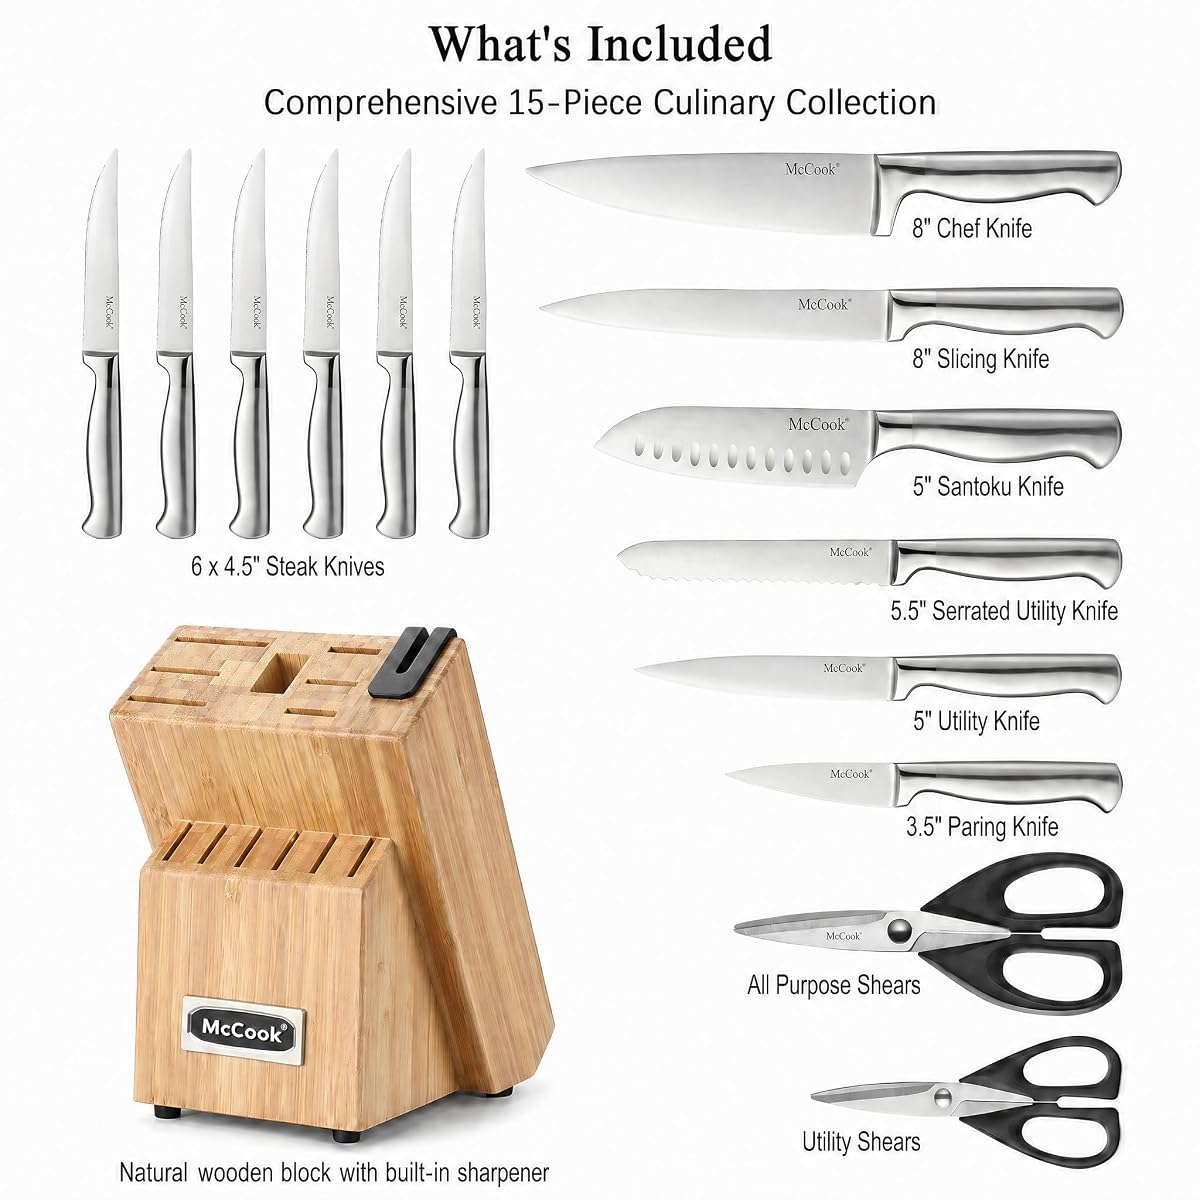 What's Included
Comprehensive 15-Piece Culinary Collection
McCook®
McCook®
McCook®
McCook®
McCook®
McCook®
6 x 4.5" Steak Knives
McCook®
8" Chef Knife
McCook®
8" Slicing Knife
McCook®
5" Santoku Knife
McCook®
5.5" Serrated Utility Knife
McCook®
5" Utility Knife
McCook®
3.5" Paring Knife
McCook®
All Purpose Shears
Utility Shears
McCook®
Natural wooden block with built-in sharpener